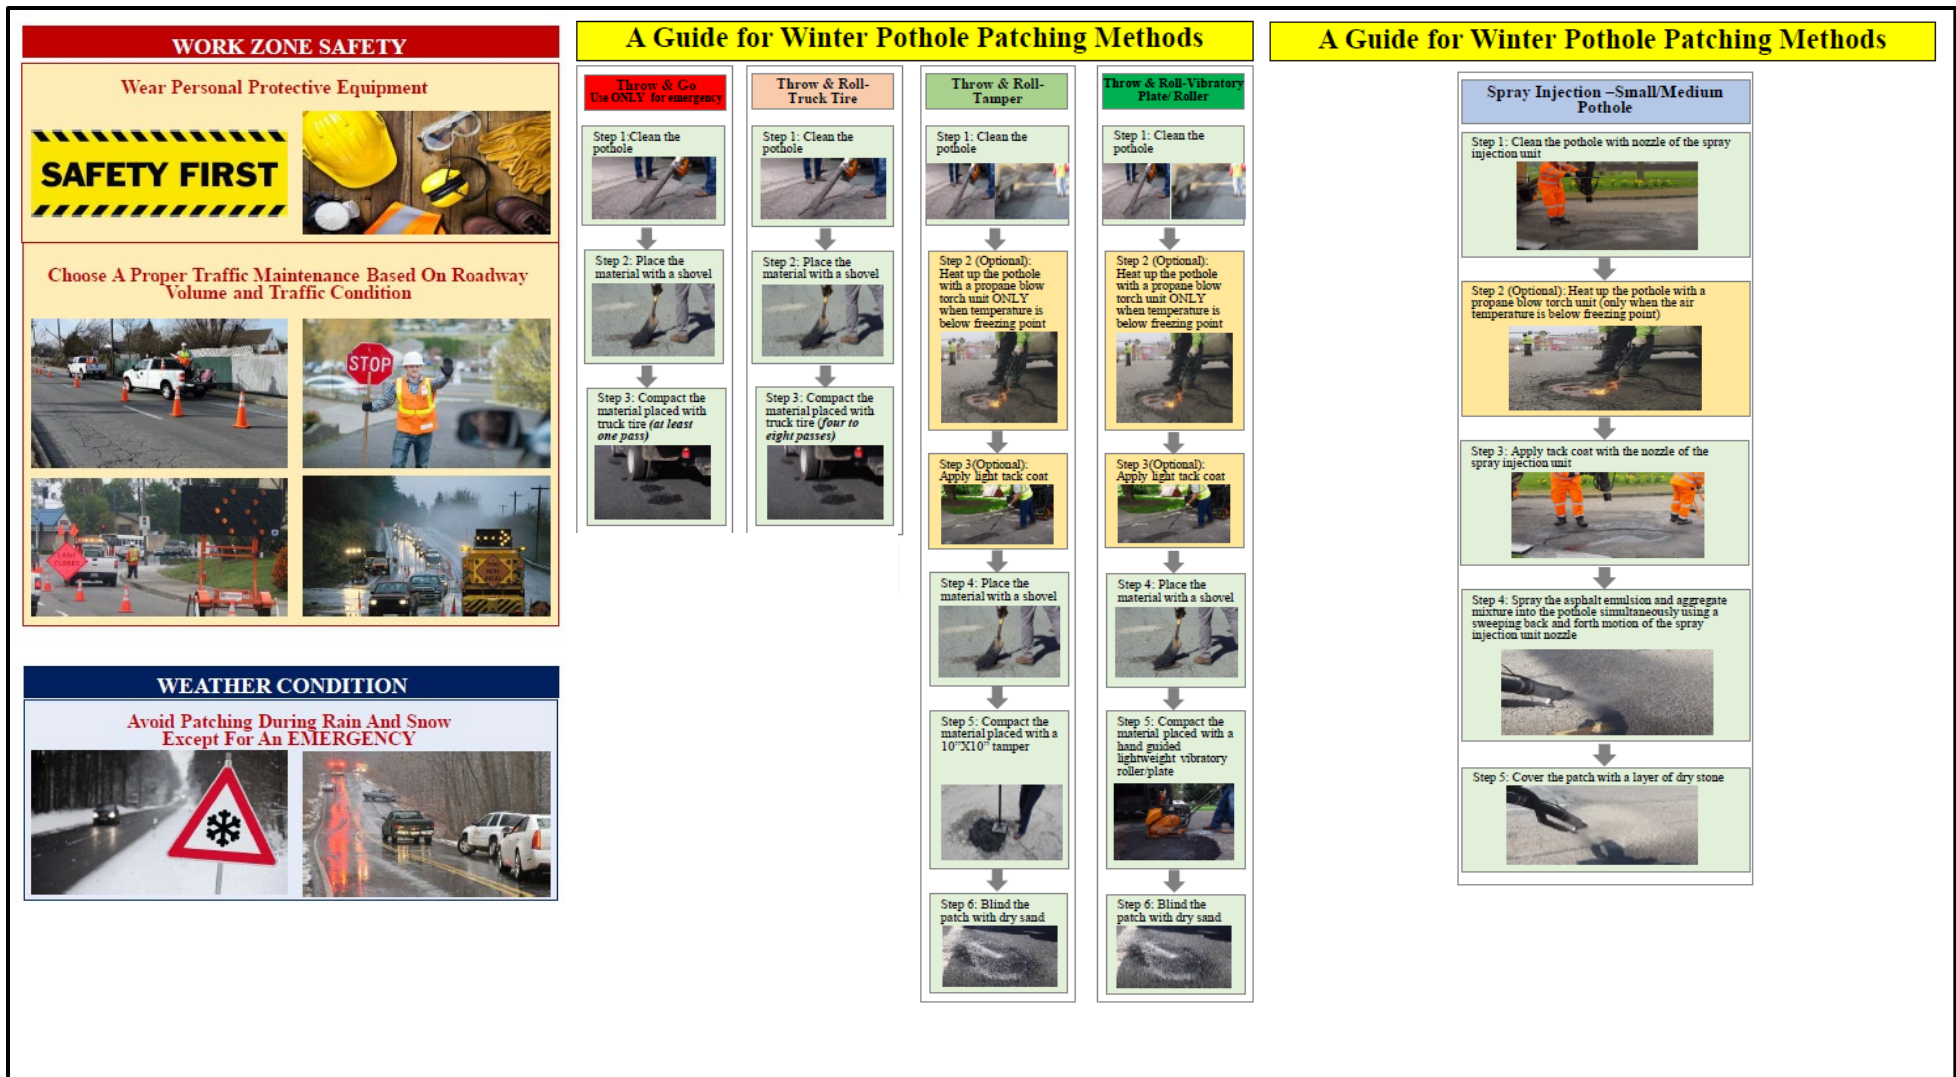 WORK ZONE SAFETY
Wear Personal Protective Equipment
SAFETY FIRST
Choose A Proper Traffic Maintenance Based On Roadway
Volume and Traffic Condition
STOP
LANE
CLOSED
WEATHER CONDITION
Avoid Patching During Rain And Snow
Except For An EMERGENCY
A Guide for Winter Pothole Patching Methods
Throw & Go
Use ONLY for emergency
Step 1:Clean the
pothole
Step 2: Place the
material with a shovel
Step 3: Compact the
material placed with
truck tire (at least
one pass)
Throw & Roll-
Truck Tire
Step 1: Clean the
pothole
Step 2: Place the
material with a shovel
Step 3: Compact the
material placed with
truck tire (four to
eight passes)
Throw & Roll-
Tamper
Step 1: Clean the
pothole
Step 2 (Optional):
Heat up the pothole
with a propane blow
torch unit ONLY
when temperature is
below freezing point
Step 3(Optional):
Apply light tack coat
Step 4: Place the
material with a shovel
Step 5: Compact the
material placed with a
10”X10” tamper
Step 6: Blind the
patch with dry sand
Throw & Roll-Vibratory
Plate/ Roller
Step 1: Clean the
pothole
Step 2 (Optional):
Heat up the pothole
with a propane blow
torch unit ONLY
when temperature is
below freezing point
Step 3(Optional):
Apply light tack coat
Step 4: Place the
material with a shovel
Step 5: Compact the
material placed with a
hand guided
lightweight vibratory
roller/plate
Step 6: Blind the
patch with dry sand
A Guide for Winter Pothole Patching Methods
Spray Injection –Small/Medium
Pothole
Step 1: Clean the pothole with nozzle of the spray
injection unit
Step 2 (Optional): Heat up the pothole with a
propane blow torch unit (only when the air
temperature is below freezing point)
Step 3: Apply tack coat with the nozzle of the
spray injection unit
Step 4: Spray the asphalt emulsion and aggregate
mixture into the pothole simultaneously using a
sweeping back and forth motion of the spray
injection unit nozzle
Step 5: Cover the patch with a layer of dry stone